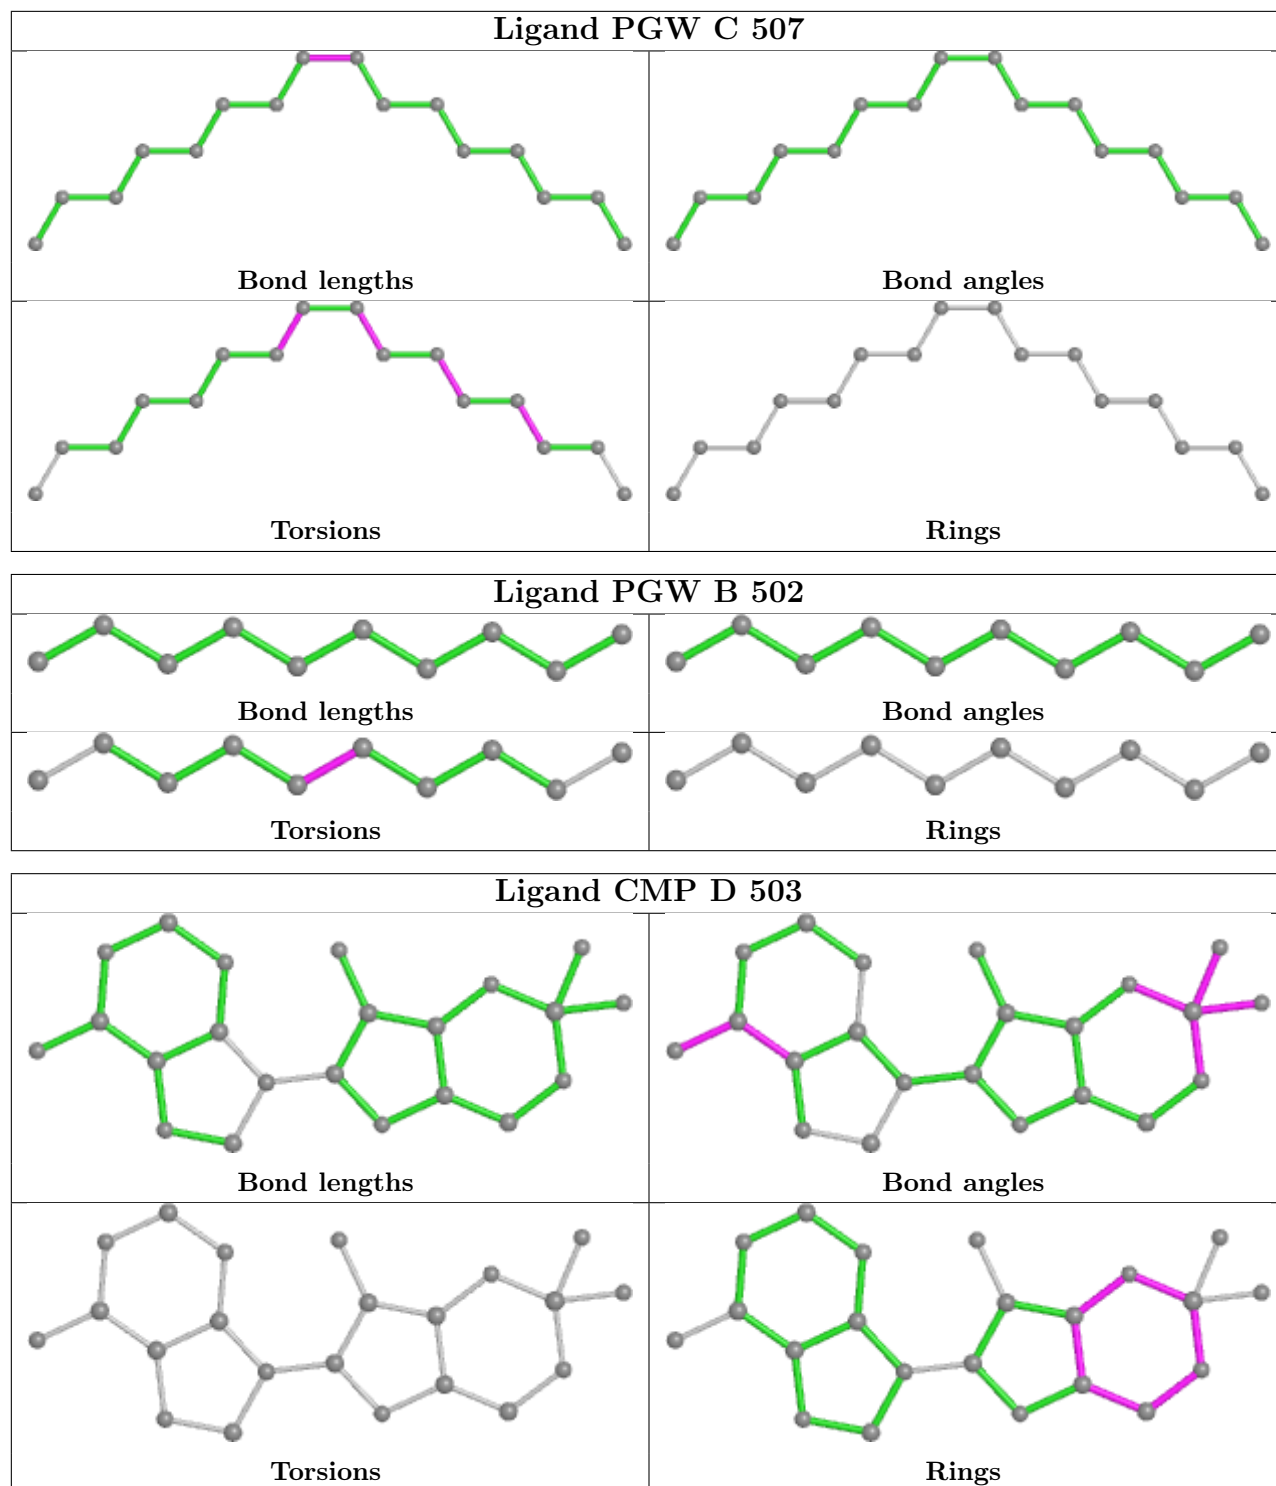 Ligand PGW C 507
Bond lengths
Bond angles
Torsions
Rings
Ligand PGW B 502
Bond lengths
Bond angles
Torsions
Rings
Ligand CMP D 503
Bond lengths
Bond angles
Torsions
Rings